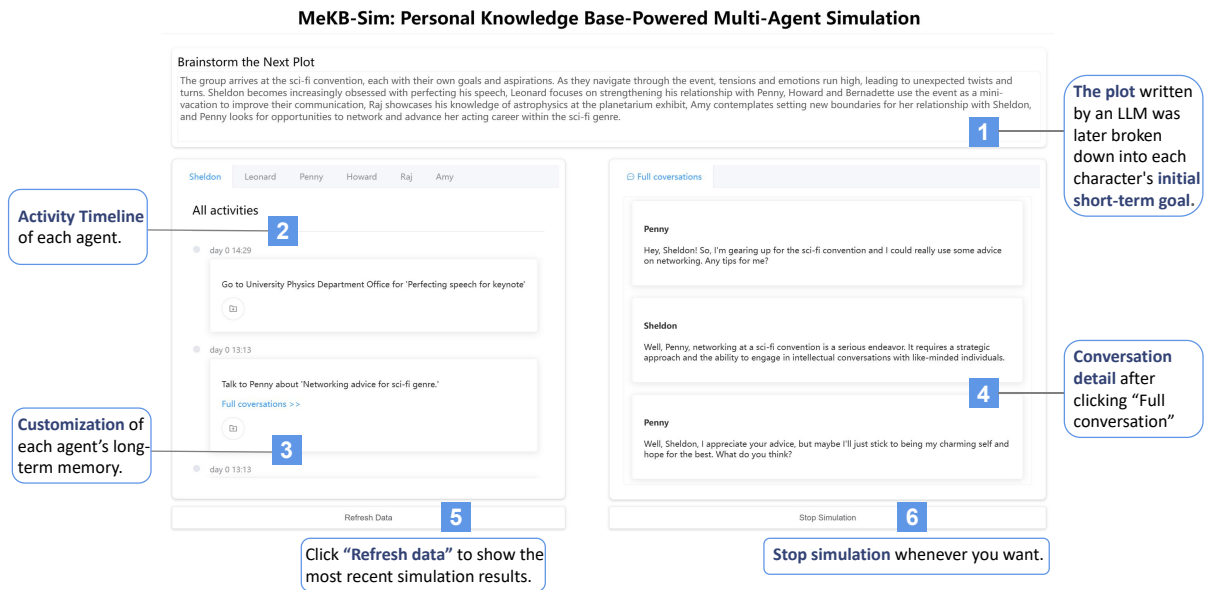 MeKB-Sim: Personal Knowledge Base-Powered Multi-Agent Simulation
Brainstorm the Next Plot
The group arrives at the sci-fi convention, each with their own goals and aspirations. As they navigate through the event, tensions and emotions run high, leading to unexpected twists and
turns. Sheldon becomes increasingly obsessed with perfecting his speech, Leonard focuses on strengthening his relationship with Penny, Howard and Bernadette use the event as a mini-
vacation to improve their communication, Raj showcases his knowledge of astrophysics at the planetarium exhibit, Amy contemplates setting new boundaries for her relationship with Sheldon,
and Penny looks for opportunities to network and advance her acting career within the sci-fi genre.
1
The plot written
by an LLM was
later broken
down into each
character's initial
short-term goal.
Activity Timeline
of each agent.
Sheldon Leonard Penny Howard Raj Amy
All activities
2
day 0 14:29
Go to University Physics Department Office for 'Perfecting speech for keynote'
day 0 13:13
Talk to Penny about 'Networking advice for sci-fi genre.'
Full coversations >>
3
Customization of
each agent's long-
term memory.
day 0 13:13
Full coversations
Penny
Hey, Sheldon! So, I'm gearing up for the sci-fi convention and I could really use some advice
on networking. Any tips for me?
Sheldon
Well, Penny, networking at a sci-fi convention is a serious endeavor. It requires a strategic
approach and the ability to engage in intellectual conversations with like-minded individuals.
4
Conversation
detail after
clicking “Full
conversation”
Penny
Well, Sheldon, I appreciate your advice, but maybe I'll just stick to being my charming self and
hope for the best. What do you think?
Refresh Data
5
Click “Refresh data” to show the
most recent simulation results.
Stop Simulation
6
Stop simulation whenever you want.